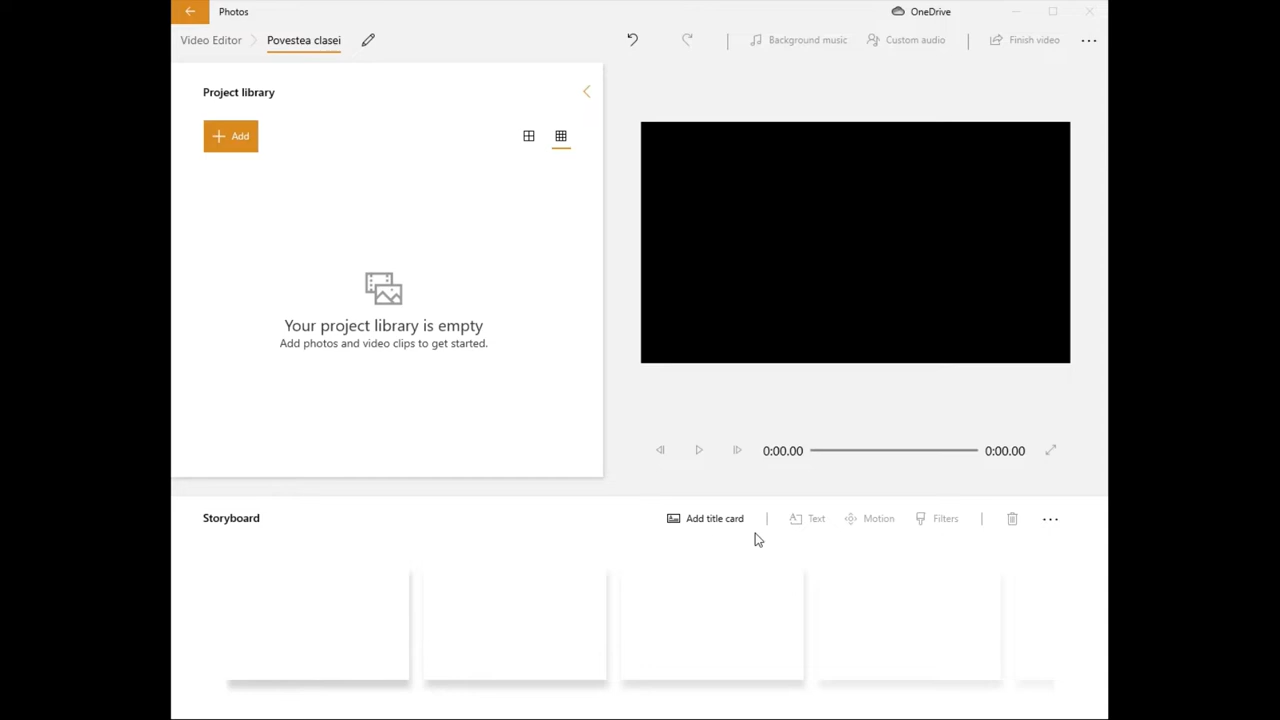 Photos
OneDrive
Video Editor
Povestea clasei
Background music
Custom audio
Finish video
Project library
Add
Your project library is empty
Add photos and video clips to get started.
0:00.00
0:00.00
Storyboard
Add title card
Text
Motion
Filters